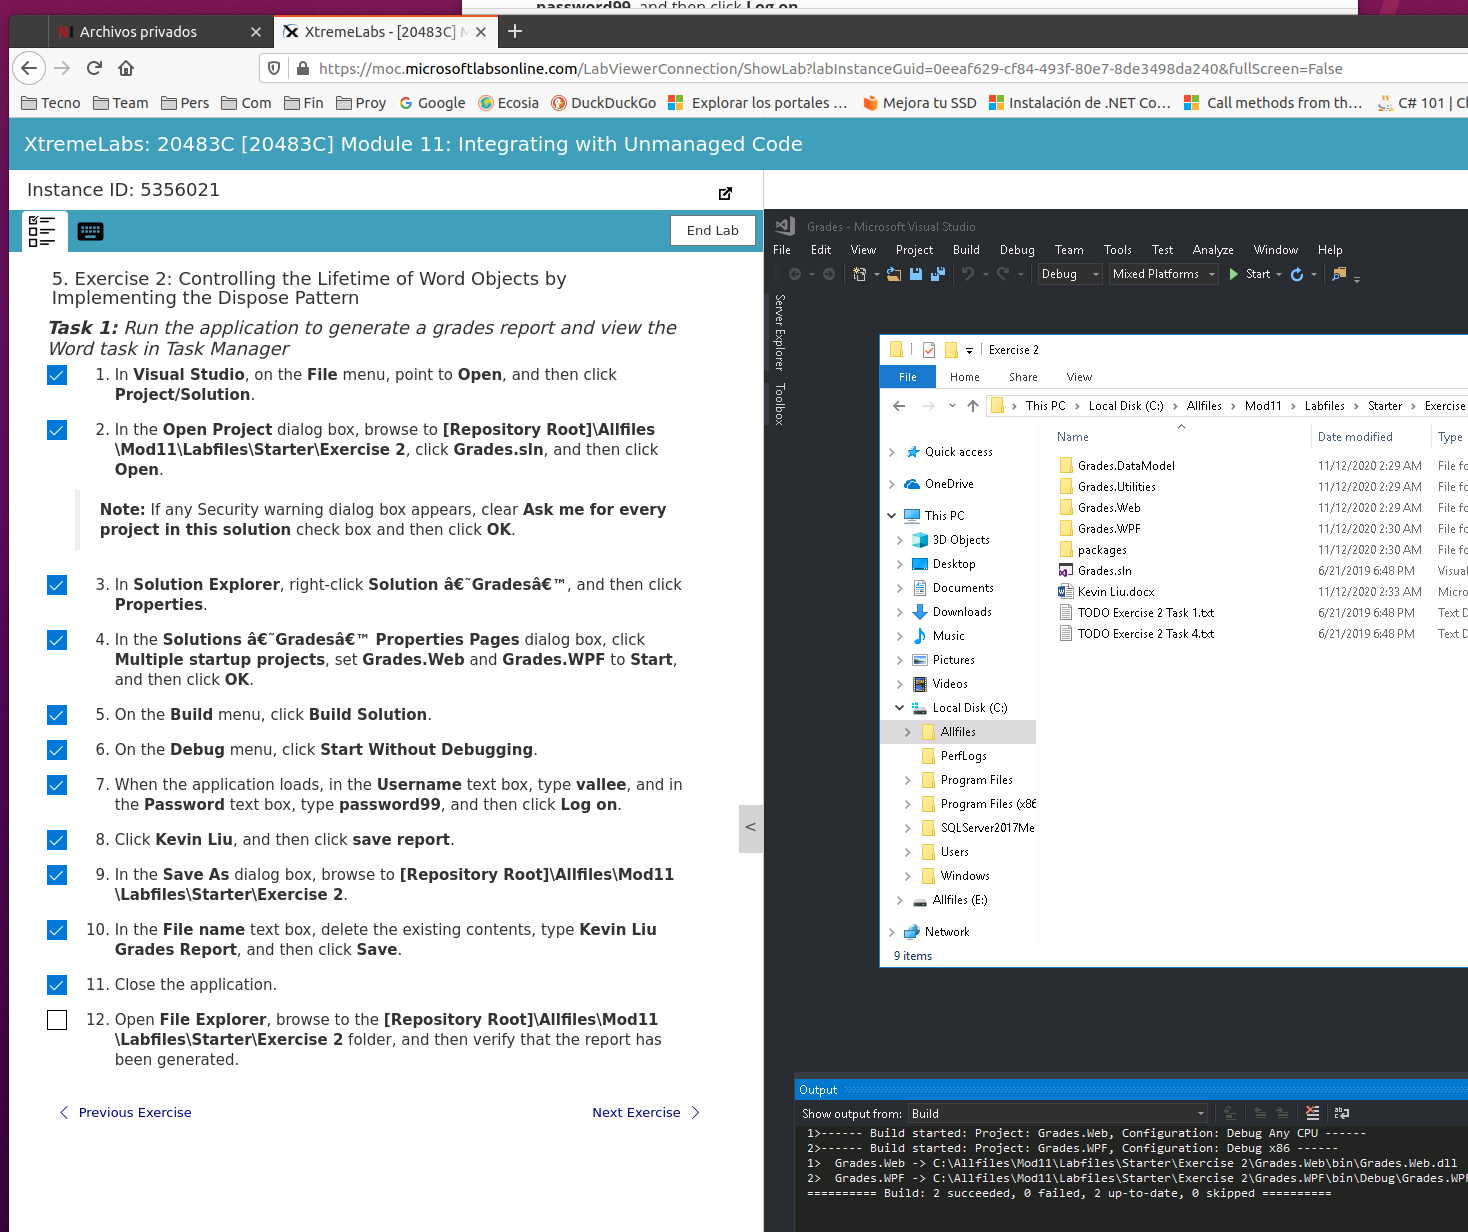 password99, and then click Log on.
Archivos privados
XtremeLabs - [20483C] M
https://moc.microsoftlabsonline.com/LabViewerConnection/ShowLab?labInstanceGuid=0eeaf629-cf84-493f-80e7-8de3498da240&fullScreen=False
Tecno Team Pers Com Fin Proy Google Ecosia DuckDuckGo Explorar los portales ... Mejora tu SSD Instalación de .NET Co... Call methods from th... C# 101 |
XtremeLabs: 20483C [20483C] Module 11: Integrating with Unmanaged Code
Instance ID: 5356021
End Lab
5. Exercise 2: Controlling the Lifetime of Word Objects by
Implementing the Dispose Pattern
Task 1: Run the application to generate a grades report and view the
Word task in Task Manager
1. In Visual Studio, on the File menu, point to Open, and then click
Project/Solution.
2. In the Open Project dialog box, browse to [Repository Root]\Allfiles
\Mod11\Labfiles\Starter\Exercise 2, click Grades.sln, and then click
Open.
Note: If any Security warning dialog box appears, clear Ask me for every
project in this solution check box and then click OK.
3. In Solution Explorer, right-click Solution â€˜Gradesâ€™, and then click
Properties.
4. In the Solutions â€˜Gradesâ€™ Properties Pages dialog box, click
Multiple startup projects, set Grades.Web and Grades.WPF to Start,
and then click OK.
5. On the Build menu, click Build Solution.
6. On the Debug menu, click Start Without Debugging.
7. When the application loads, in the Username text box, type vallee, and in
the Password text box, type password99, and then click Log on.
8. Click Kevin Liu, and then click save report.
9. In the Save As dialog box, browse to [Repository Root]\Allfiles\Mod11
\Labfiles\Starter\Exercise 2.
10. In the File name text box, delete the existing contents, type Kevin Liu
Grades Report, and then click Save.
11. Close the application.
12. Open File Explorer, browse to the [Repository Root]\Allfiles\Mod11
\Labfiles\Starter\Exercise 2 folder, and then verify that the report has
been generated.
Previous Exercise
Next Exercise
<
Grades - Microsoft Visual Studio
File Edit View Project Build Debug Team Tools Test Analyze Window Help
Debug Mixed Platforms Start
Server Explorer
Toolbox
Exercise 2
File Home Share View
This PC > Local Disk (C:) > Allfiles > Mod11 > Labfiles > Starter > Exercise
Name Date modified Type
Quick access
OneDrive
This PC
3D Objects
Desktop
Documents
Downloads
Music
Pictures
Videos
Local Disk (C:)
Allfiles
PerfLogs
Program Files
Program Files (x86
SQLServer2017Me
Users
Windows
Allfiles (E:)
Network
Grades.DataModel 11/12/2020 2:29 AM File fo
Grades.Utilities 11/12/2020 2:29 AM File fo
Grades.Web 11/12/2020 2:29 AM File fo
Grades.WPF 11/12/2020 2:30 AM File fo
packages 11/12/2020 2:30 AM File fo
Grades.sln 6/21/2019 6:48 PM Visual
Kevin Liu.docx 11/12/2020 2:33 AM Micro
TODO Exercise 2 Task 1.txt 6/21/2019 6:48 PM Text D
TODO Exercise 2 Task 4.txt 6/21/2019 6:48 PM Text D
9 items
Output
Show output from: Build
1>------ Build started: Project: Grades.Web, Configuration: Debug Any CPU ------
2>------ Build started: Project: Grades.WPF, Configuration: Debug x86 ------
1>  Grades.Web -> C:\Allfiles\Mod11\Labfiles\Starter\Exercise 2\Grades.Web\bin\Grades.Web.dll
2>  Grades.WPF -> C:\Allfiles\Mod11\Labfiles\Starter\Exercise 2\Grades.WPF\bin\Debug\Grades.WPF
========== Build: 2 succeeded, 0 failed, 2 up-to-date, 0 skipped ==========